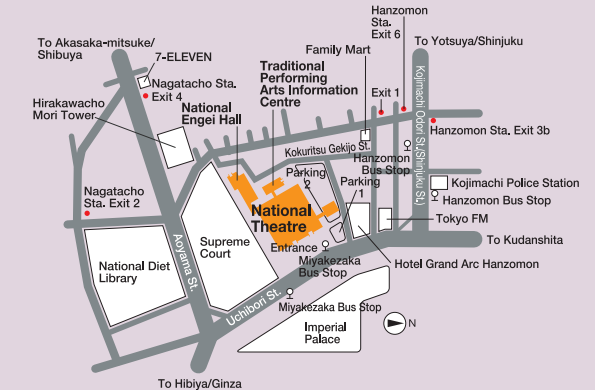 Hanzomon
Sta.
Exit 6
To Akasaka-mitsuke/
Shibuya
To Yotsuya/Shinjuku
Family Mart
7-ELEVEN
Traditional
Performing
Arts Information
Centre
Nagatacho Sta.
Exit 4
Exit 1
Hirakawacho
Mori Tower
National
Engei Hall
Kojimachi Odori St./Shinjuku St.
Hanzomon Sta. Exit 3b
Kokuritsu Gekijo St.
Hanzomon
Bus Stop
Parking
2
Parking
1
Kojimachi Police Station
Hanzomon Bus Stop
Nagatacho
Sta. Exit 2
National
Theatre
Tokyo FM
Aoyama St.
Supreme
Court
Entrance
To Kudanshita
Miyakezaka
Bus Stop
Hotel Grand Arc Hanzomon
National Diet
Library
Uchibori St.
Miyakezaka Bus Stop
Imperial
Palace
N
To Hibiya/Ginza